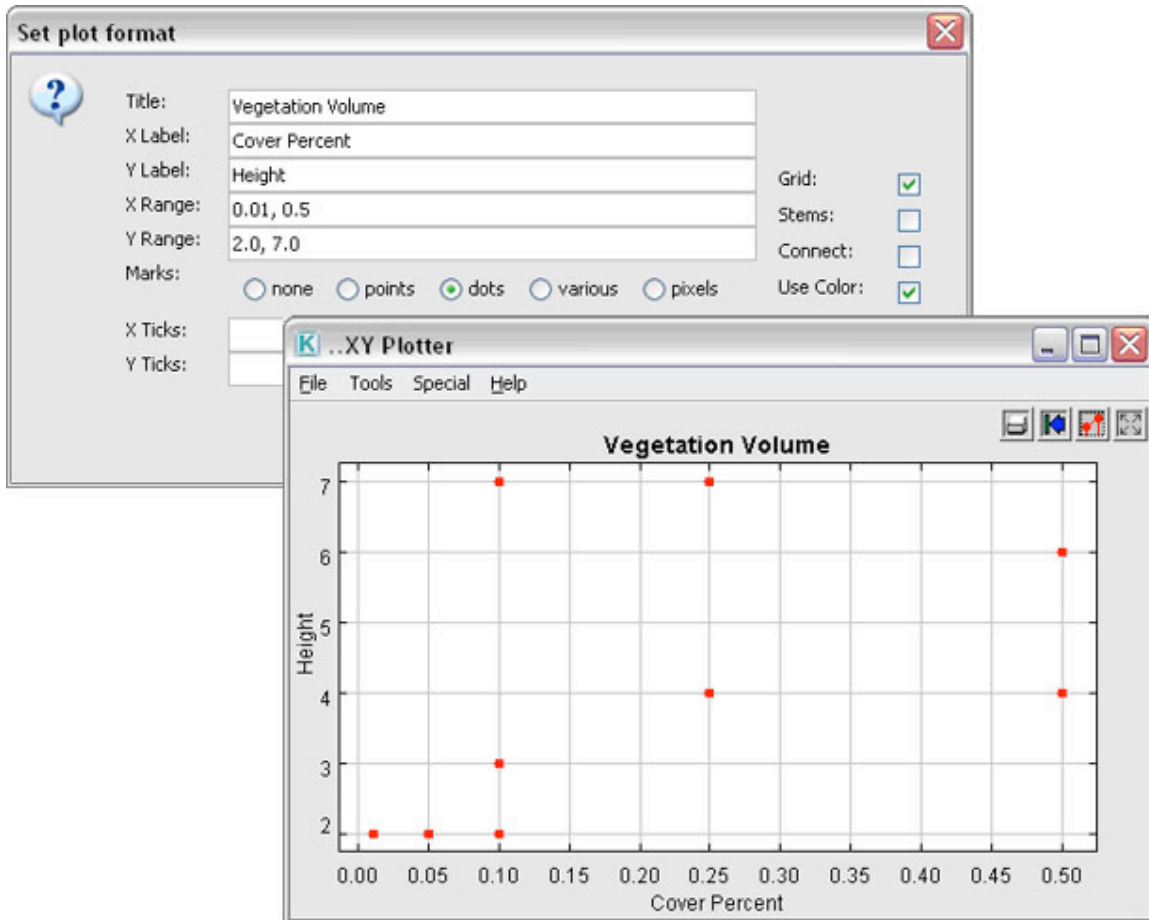 Set plot format
Title: Vegetation Volume
X Label: Cover Percent
Y Label: Height
X Range: 0.01, 0.5
Y Range: 2.0, 7.0
Marks: none points dots various pixels
X Ticks:
Y Ticks:
Grid:
Stems:
Connect:
Use Color:
K ..XY Plotter
File Tools Special Help
Vegetation Volume
7
6
5
4
3
2
Height
0.00 0.05 0.10 0.15 0.20 0.25 0.30 0.35 0.40 0.45 0.50
Cover Percent